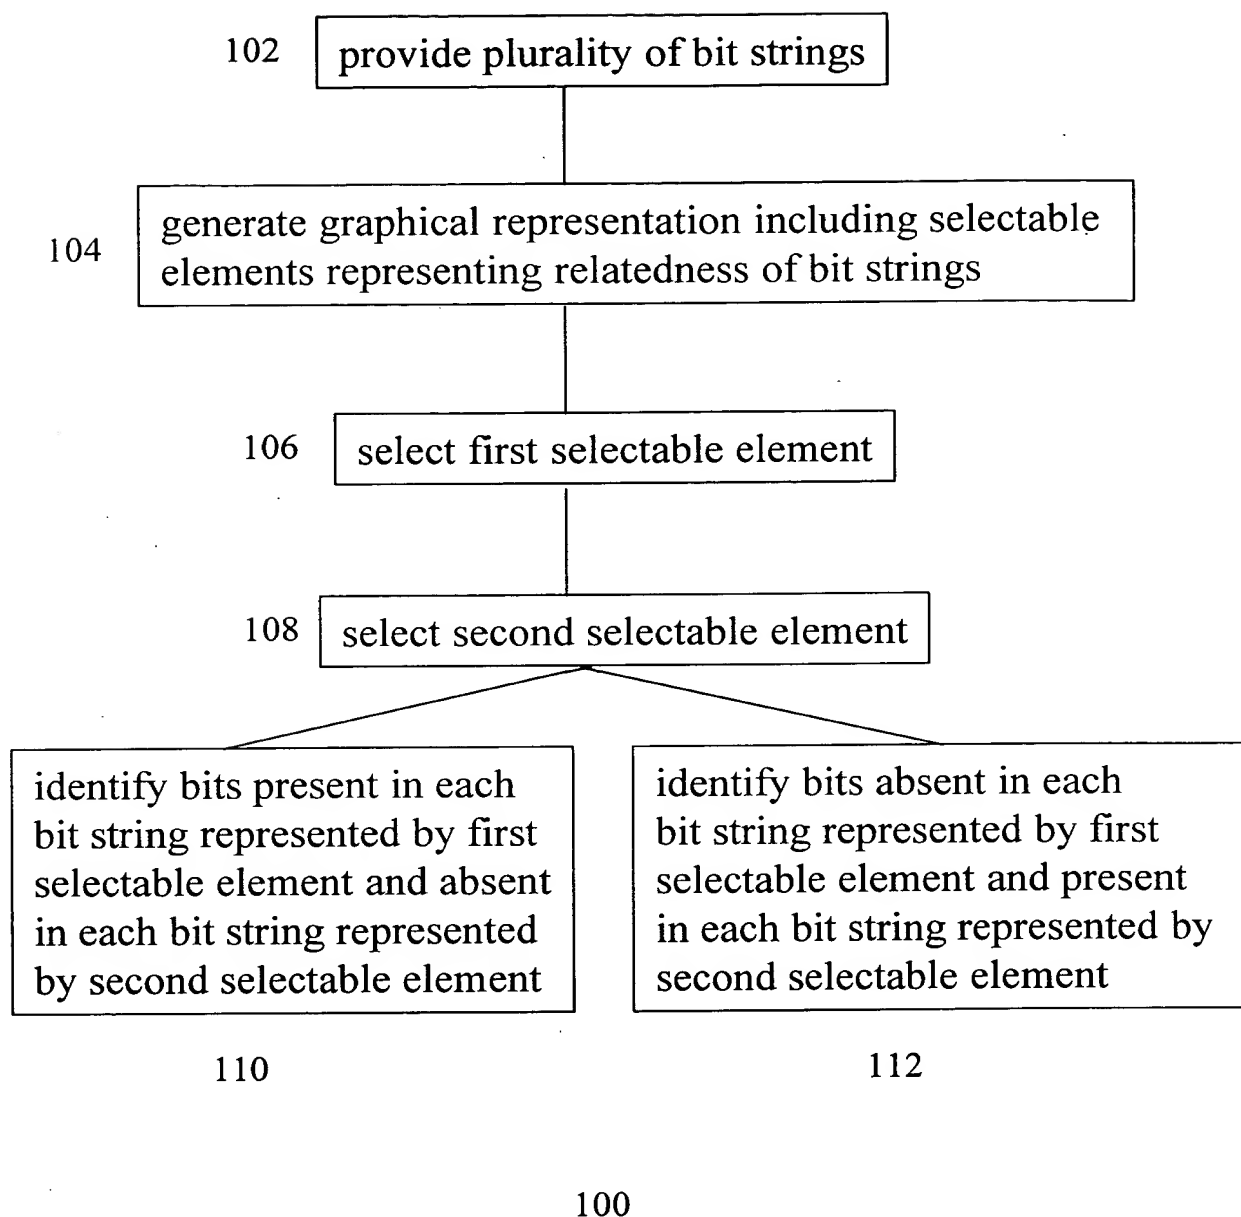 102
provide plurality of bit strings
104
generate graphical representation including selectable
elements representing relatedness of bit strings
106
select first selectable element
108
select second selectable element
identify bits present in each
bit string represented by first
selectable element and absent
in each bit string represented
by second selectable element
110
identify bits absent in each
bit string represented by first
selectable element and present
in each bit string represented by
second selectable element
112
100